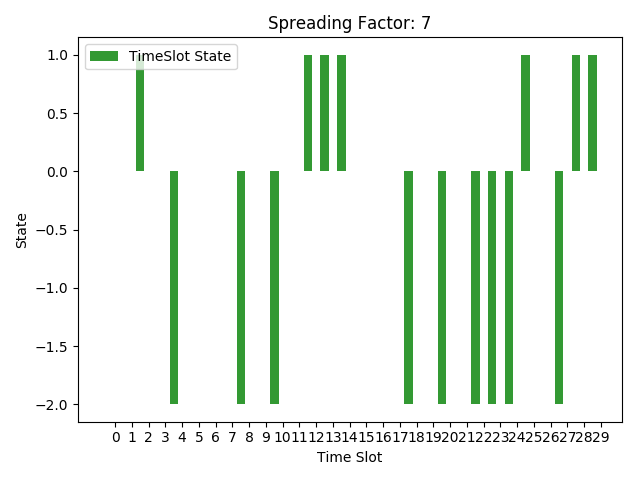 Spreading Factor: 7
TimeSlot State
1.0
0.5
0.0
−0.5
−1.0
−1.5
−2.0
State
0 1 2 3 4 5 6 7 8 9 10 11 12 13 14 15 16 17 18 19 20 21 22 23 24 25 26 27 28 29
Time Slot